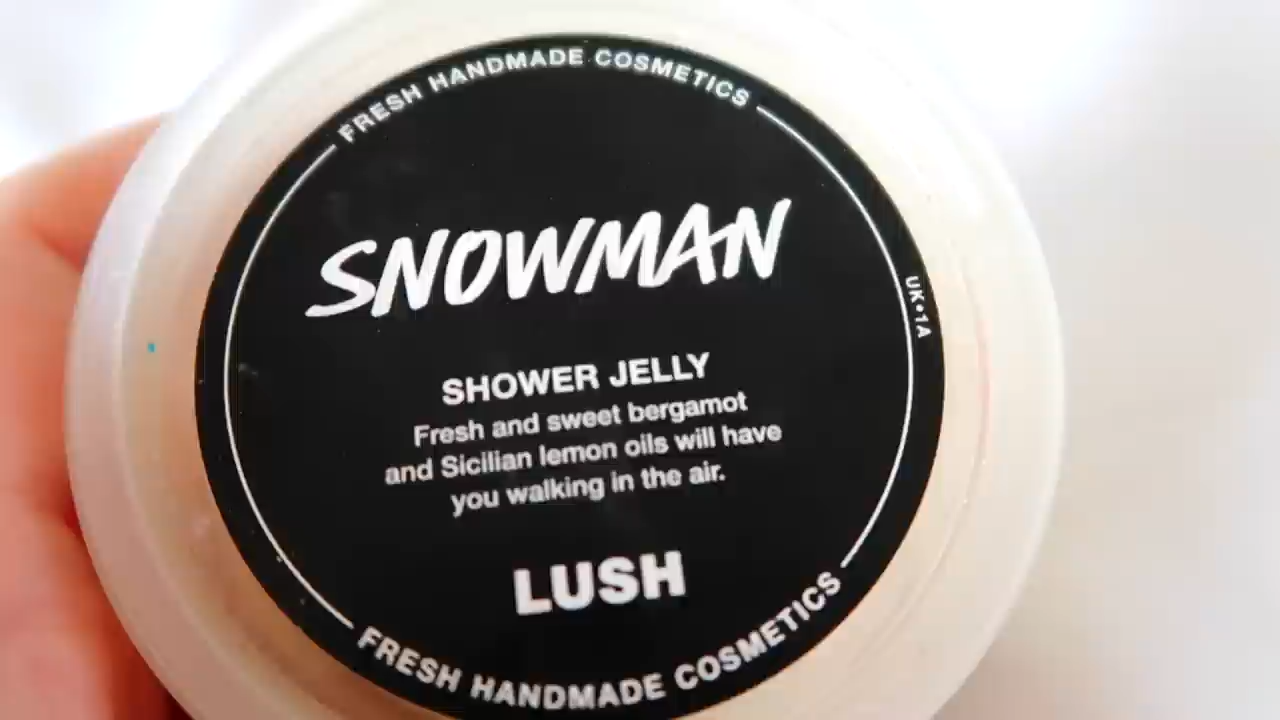 FRESH HANDMADE COSMETICS
SNOWMAN
UK•1A
SHOWER JELLY
Fresh and sweet bergamot
and Sicilian lemon oils will have
you walking in the air.
LUSH
FRESH HANDMADE COSMETICS